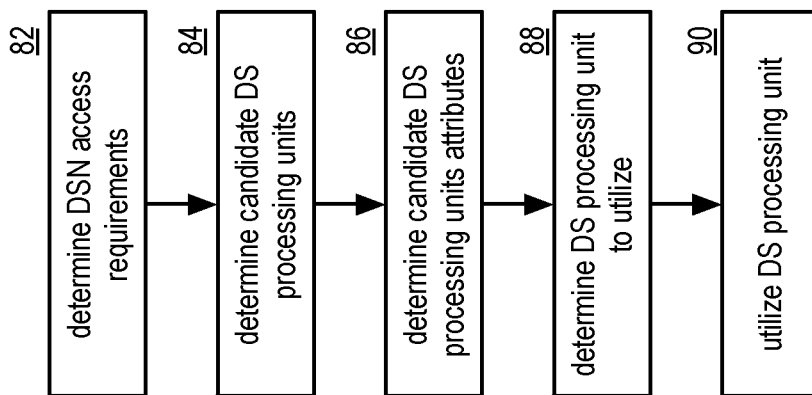 82
determine DSN access
requirements
84
determine candidate DS
processing units
86
determine candidate DS
processing units attributes
88
determine DS processing unit
to utilize
90
utilize DS processing unit